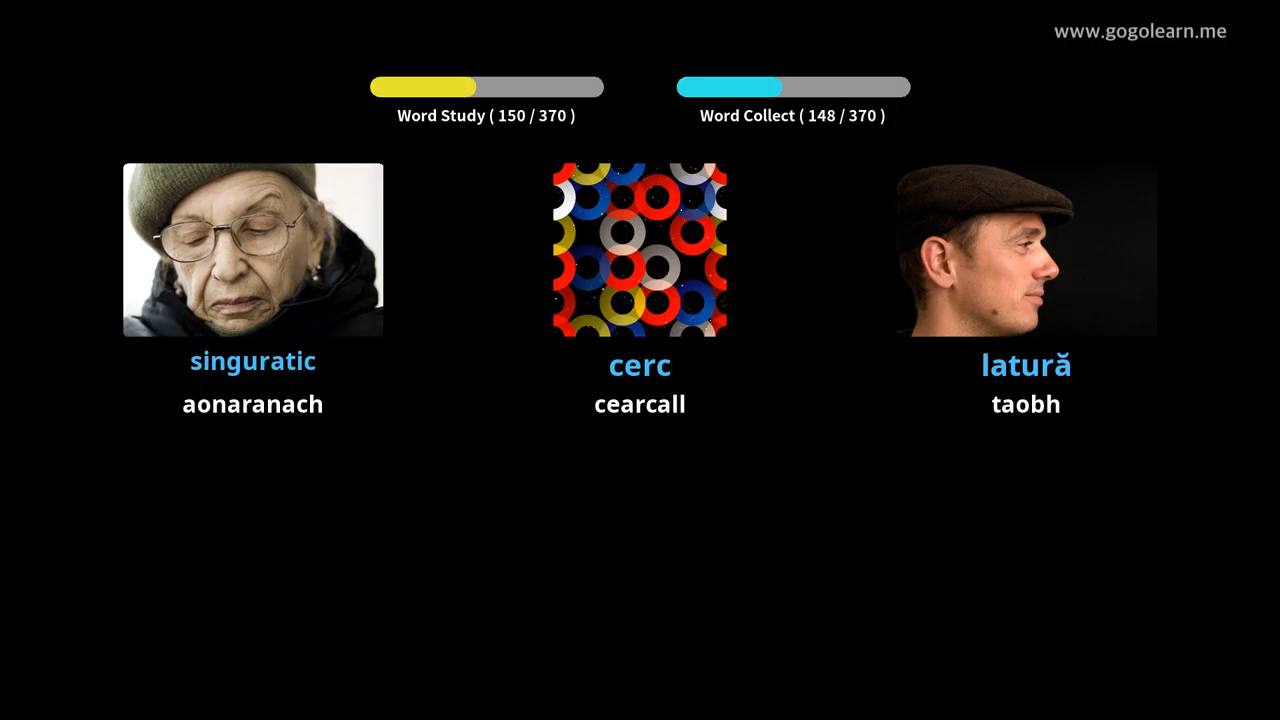 www.gogolearn.me
Word Study ( 150 / 370 )
Word Collect ( 148 / 370 )
singuratic
cerc
latură
aonaranach
cearcall
taobh